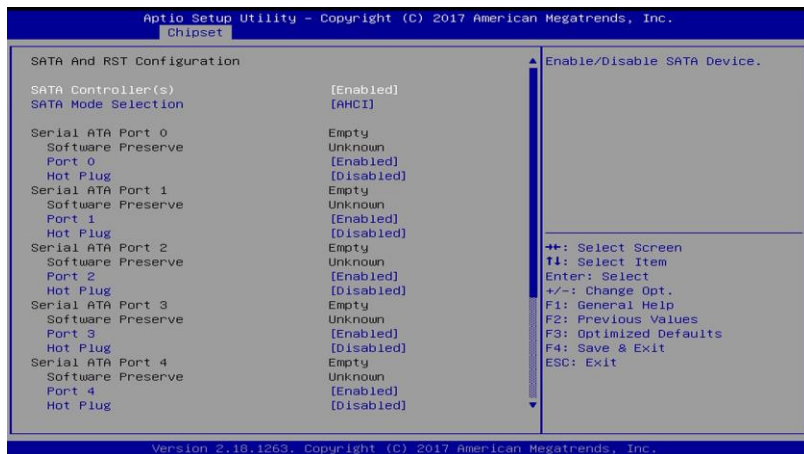 Aptio Setup Utility – Copyright (C) 2017 American Megatrends, Inc.
Chipset
SATA And RST Configuration
SATA Controller(s) [Enabled]
SATA Mode Selection [AHCI]
Serial ATA Port 0 Empty
Software Preserve Unknown
Port 0 [Enabled]
Hot Plug [Disabled]
Serial ATA Port 1 Empty
Software Preserve Unknown
Port 1 [Enabled]
Hot Plug [Disabled]
Serial ATA Port 2 Empty
Software Preserve Unknown
Port 2 [Enabled]
Hot Plug [Disabled]
Serial ATA Port 3 Empty
Software Preserve Unknown
Port 3 [Enabled]
Hot Plug [Disabled]
Serial ATA Port 4 Empty
Software Preserve Unknown
Port 4 [Enabled]
Hot Plug [Disabled]
Enable/Disable SATA Device.
→←: Select Screen
↑↓: Select Item
Enter: Select
+/-: Change Opt.
F1: General Help
F2: Previous Values
F3: Optimized Defaults
F4: Save & Exit
ESC: Exit
Version 2.18.1263. Copyright (C) 2017 American Megatrends, Inc.